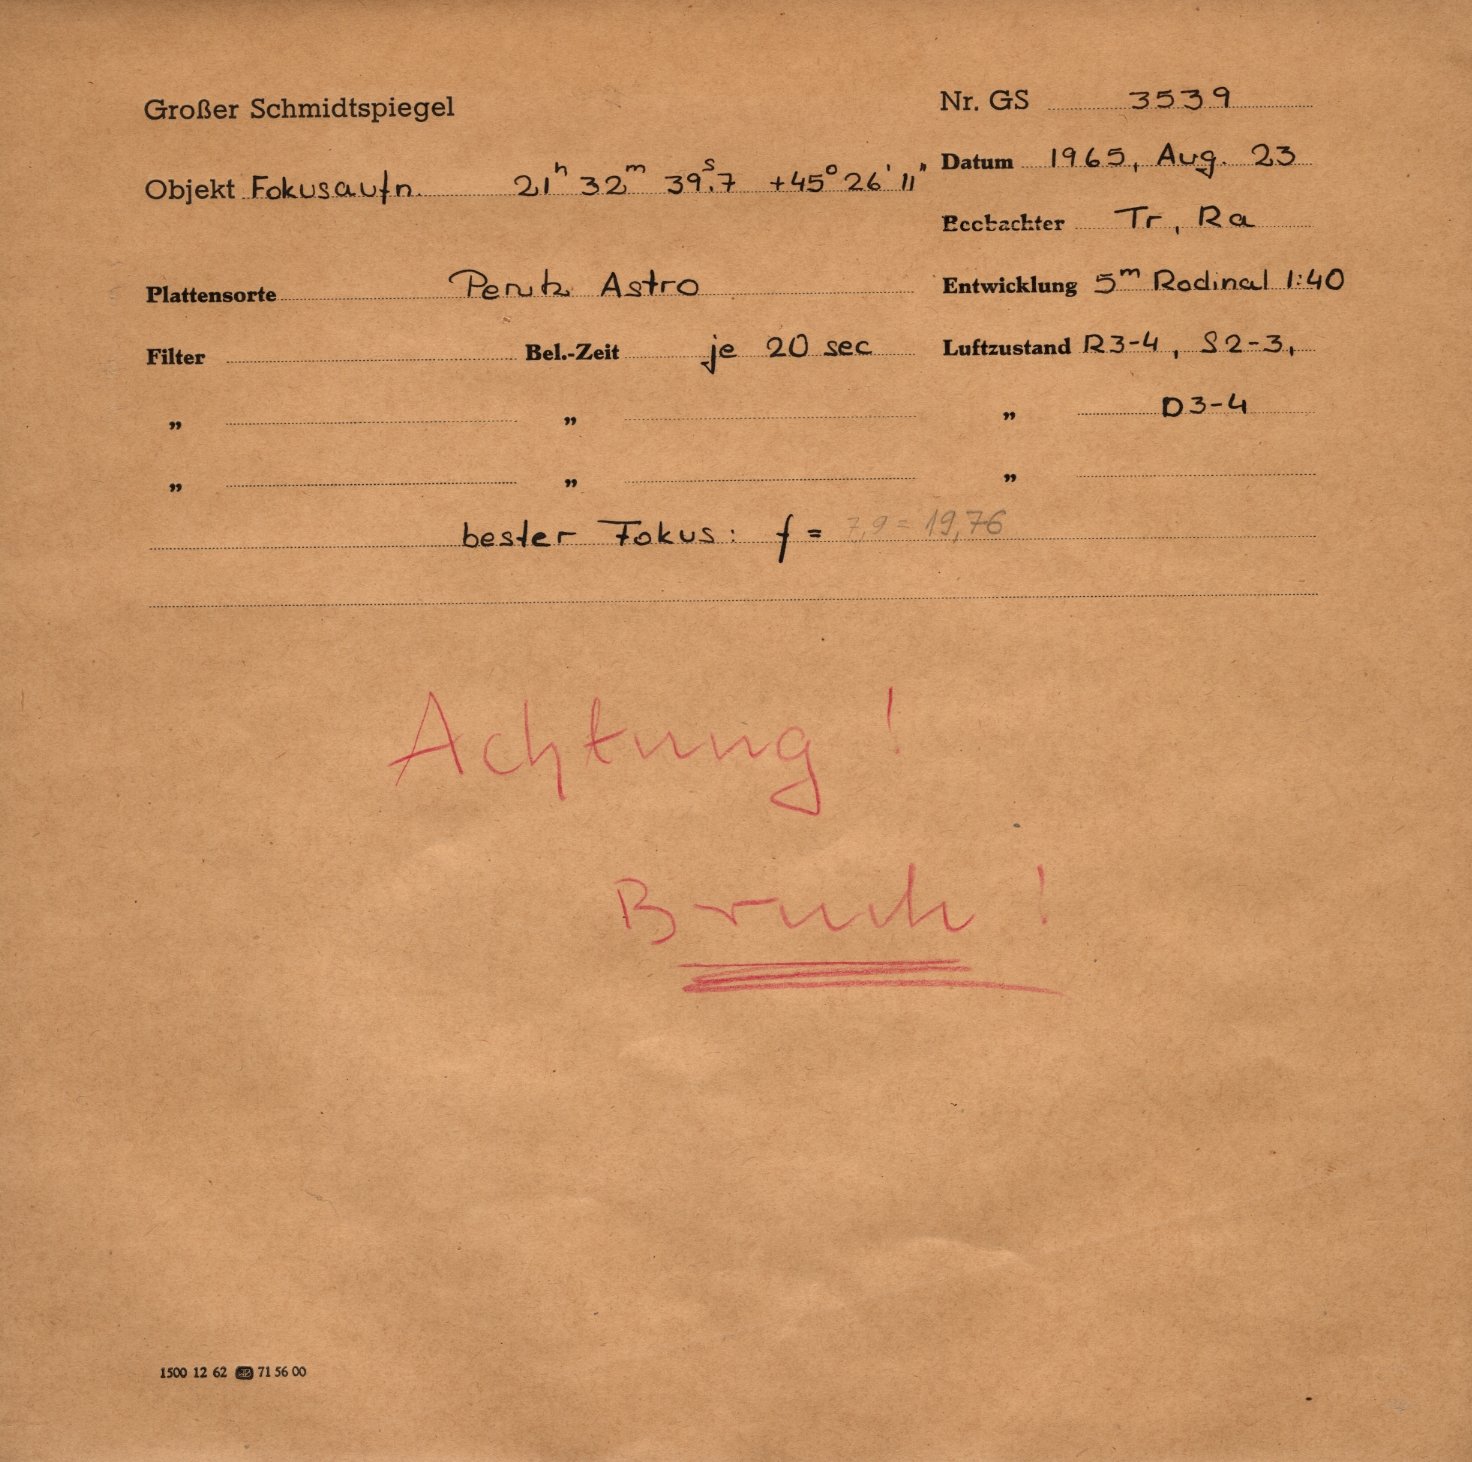 Großer Schmidtspiegel
Nr. GS 3539
Objekt Fokusaufn. 21h 32m 39s.7 +45° 26' 11"
Datum 1965, Aug. 23
Beobachter Tr, Ra
Plattensorte Perutz Astro
Entwicklung 5m Rodinal 1:40
Filter Bel.-Zeit je 20 sec Luftzustand R3-4, S2-3,
„ „ „ D3-4
„ „ „
bester Fokus: f = 7,9 = 19,76
Achtung!
Bruch!
1500 12 62 71 56 00